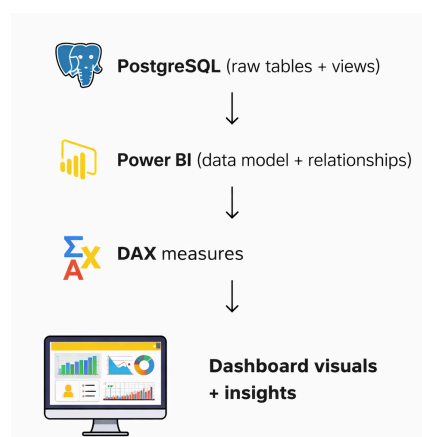 PostgreSQL (raw tables + views)
Power BI (data model + relationships)
DAX measures
Dashboard visuals
+ insights